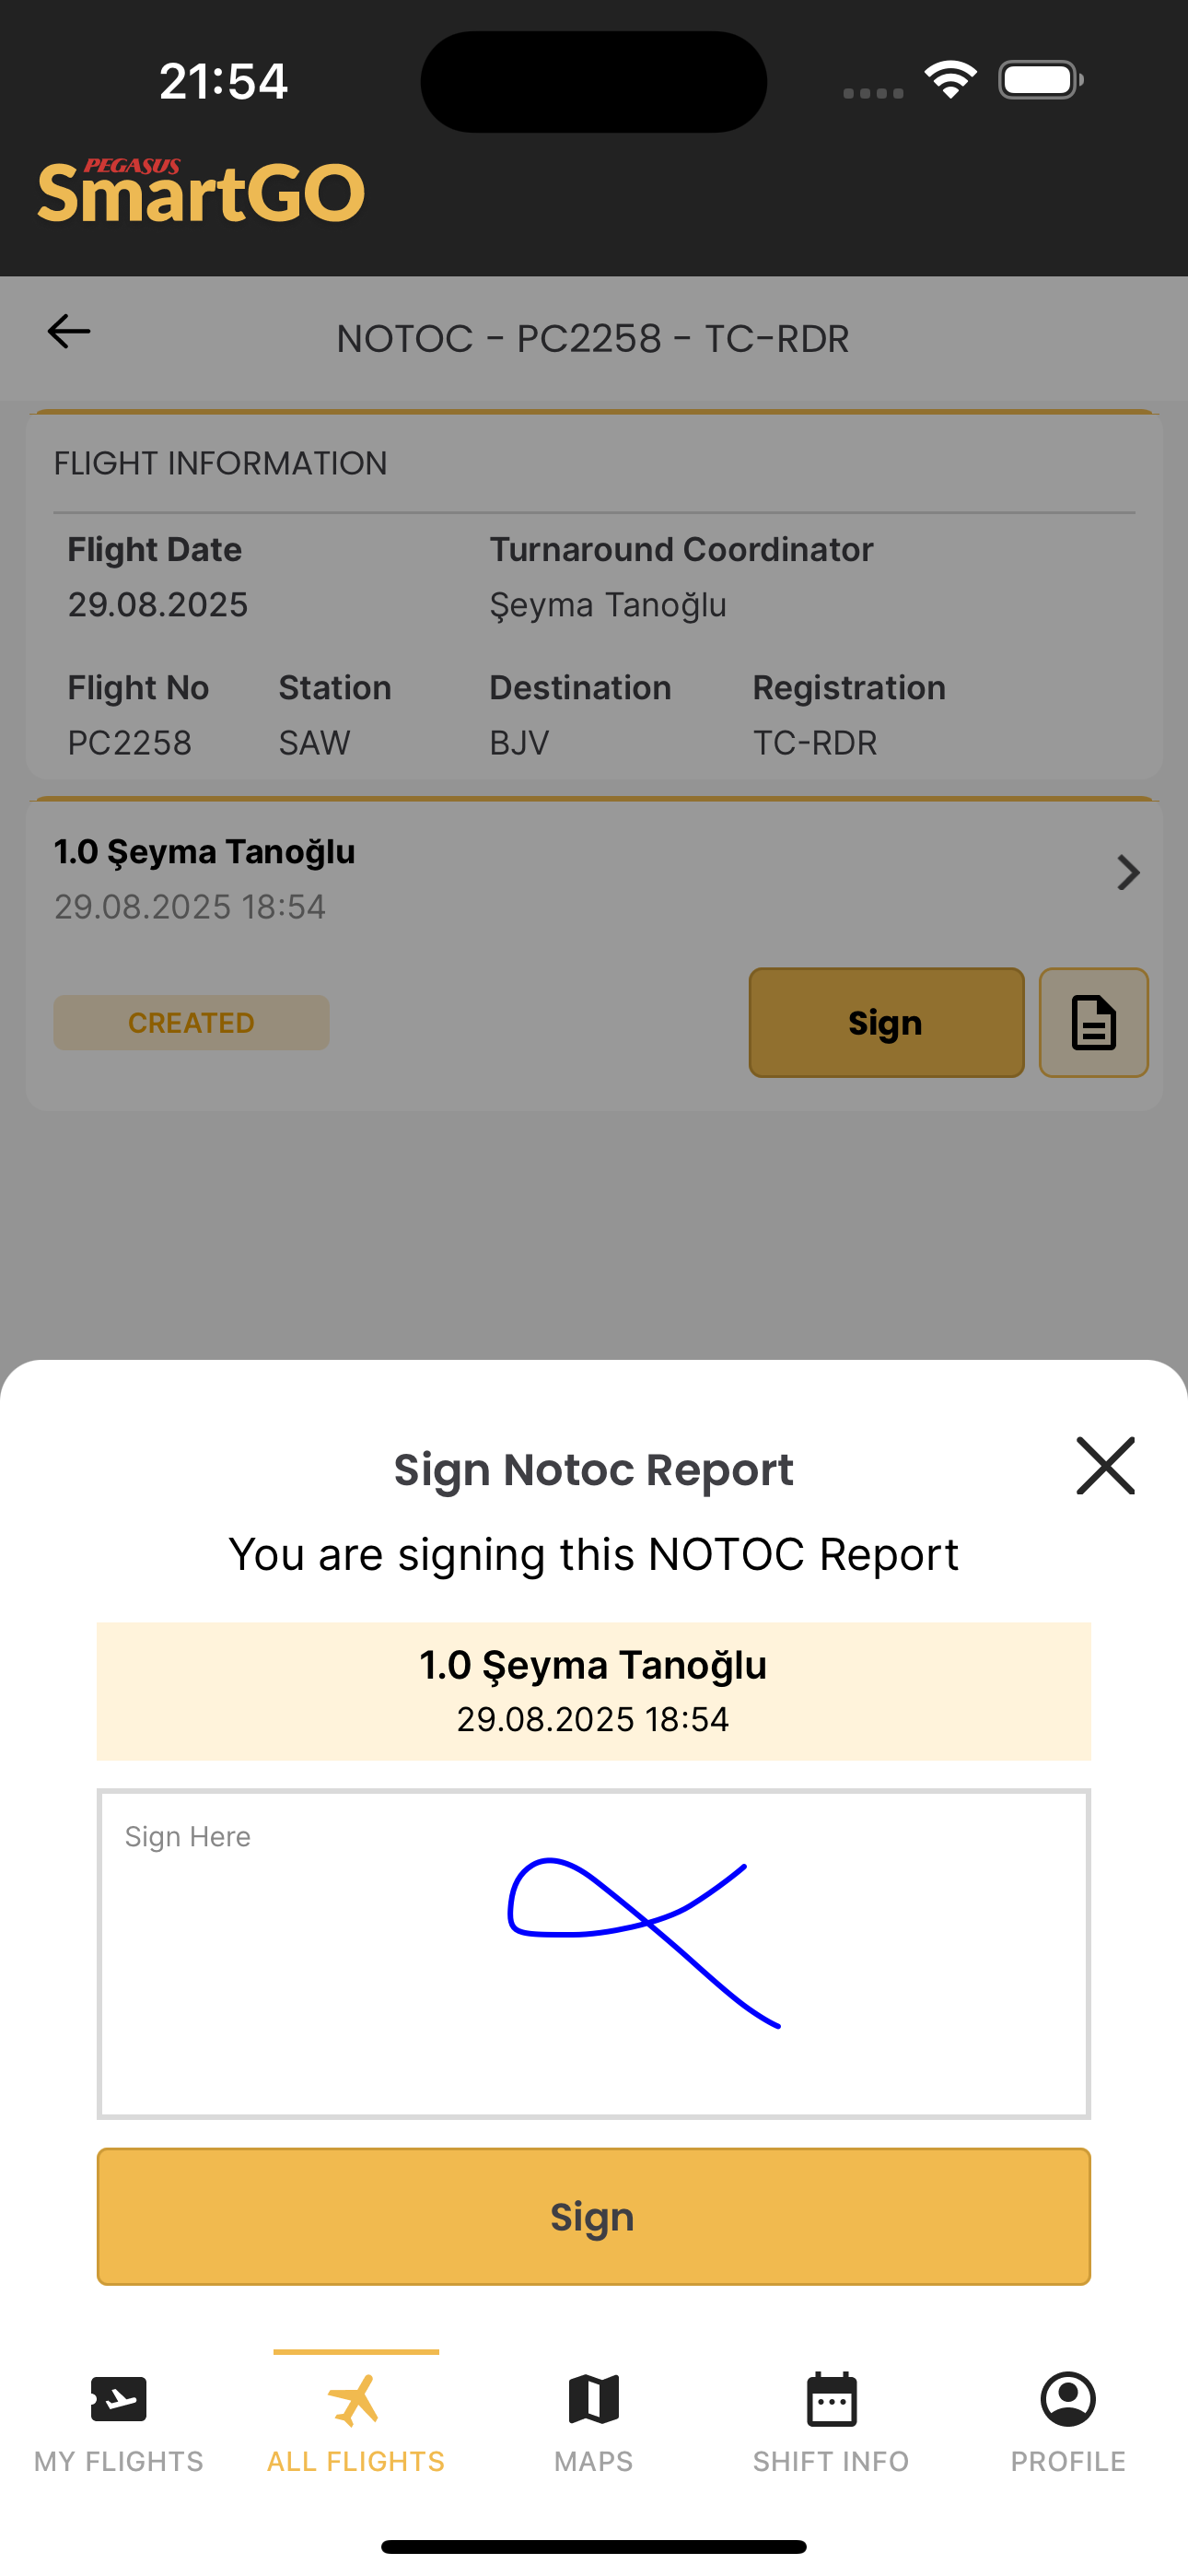 21:54
PEGASUS
SmartGO
NOTOC - PC2258 - TC-RDR
FLIGHT INFORMATION
Flight Date Turnaround Coordinator
29.08.2025 Şeyma Tanoğlu
Flight No Station Destination Registration
PC2258 SAW BJV TC-RDR
1.0 Şeyma Tanoğlu
29.08.2025 18:54
CREATED Sign
Sign Notoc Report
You are signing this NOTOC Report
1.0 Şeyma Tanoğlu
29.08.2025 18:54
Sign Here
Sign
MY FLIGHTS ALL FLIGHTS MAPS SHIFT INFO PROFILE